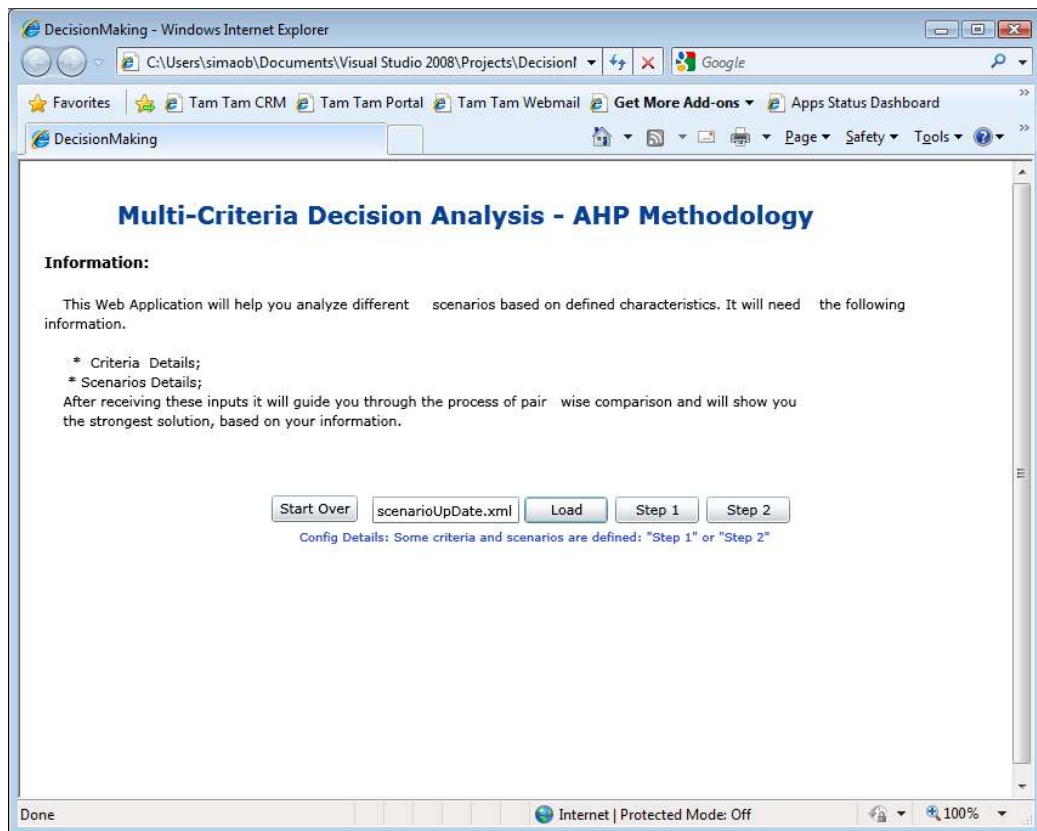 DecisionMaking - Windows Internet Explorer
C:\Users\simaob\Documents\Visual Studio 2008\Projects\DecisionM Google
Favorites Tam Tam CRM Tam Tam Portal Tam Tam Webmail Get More Add-ons Apps Status Dashboard »
DecisionMaking Page Safety Tools »
Multi-Criteria Decision Analysis - AHP Methodology
Information:
This Web Application will help you analyze different scenarios based on defined characteristics. It will need the following
information.
* Criteria Details;
* Scenarios Details;
After receiving these inputs it will guide you through the process of pair wise comparison and will show you
the strongest solution, based on your information.
Start Over scenarioUpDate.xml Load Step 1 Step 2
Config Details: Some criteria and scenarios are defined: "Step 1" or "Step 2"
Done Internet | Protected Mode: Off 100%